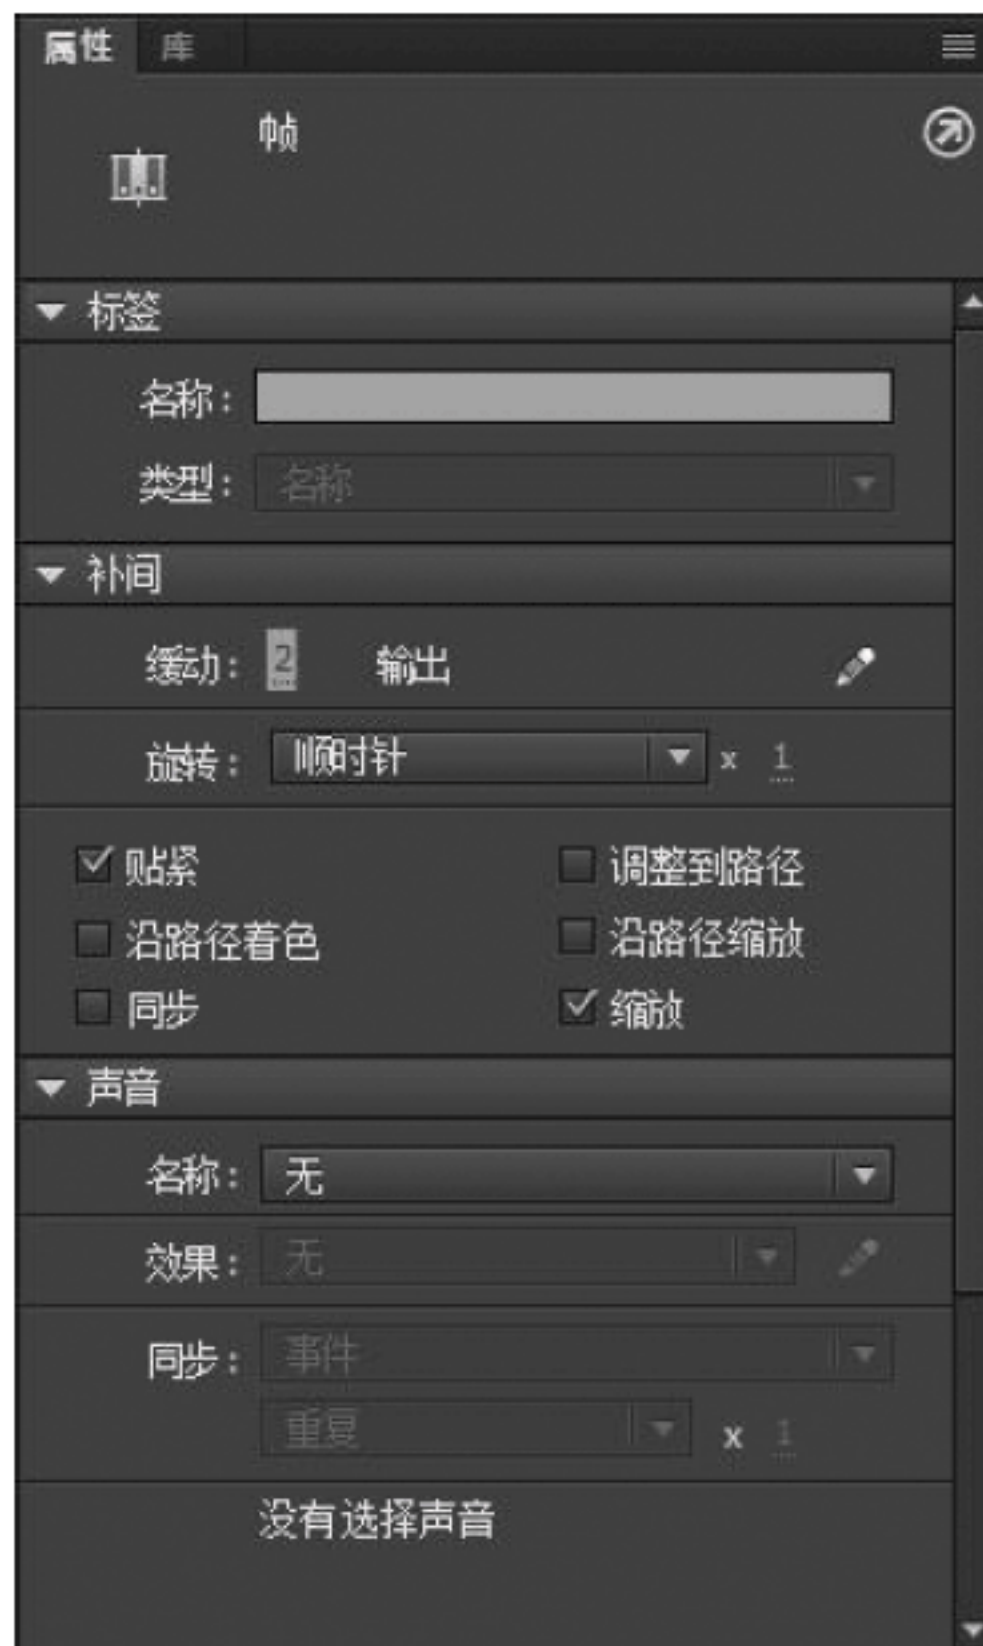 属性 库
帧
标签
名称：
类型： 名称
补间
缓动： 2 输出
旋转： 顺时针 x 1
贴紧 调整到路径
沿路径着色 沿路径缩放
同步 缩放
声音
名称： 无
效果： 无
同步： 事件
重复 x 1
没有选择声音